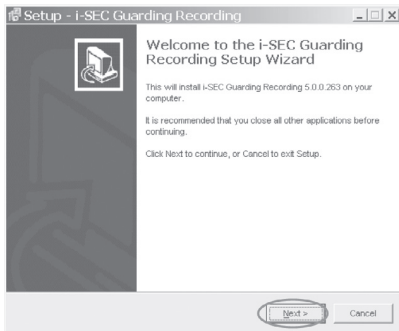 Setup - i-SEC Guarding Recording
Welcome to the i-SEC Guarding
Recording Setup Wizard
This will install i-SEC Guarding Recording 5.0.0.263 on your
computer.
It is recommended that you close all other applications before
continuing.
Click Next to continue, or Cancel to exit Setup.
Next >
Cancel